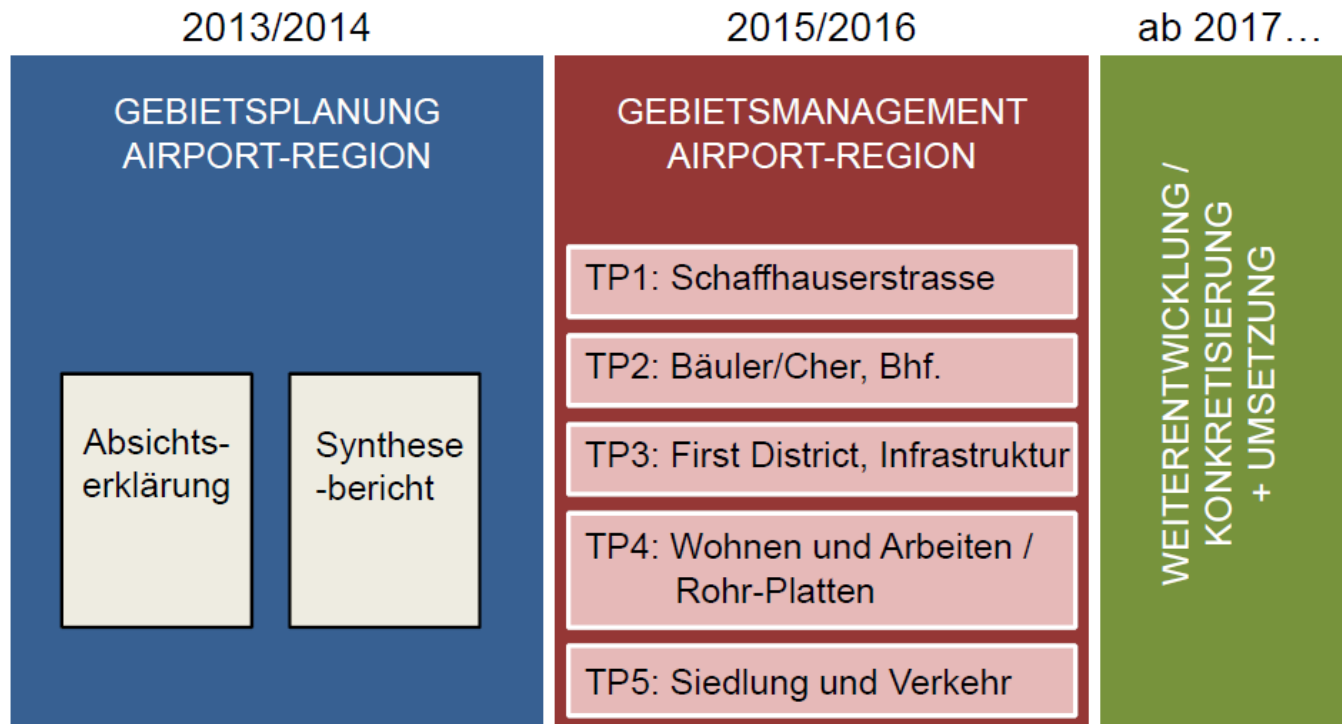 2013/2014
GEBIETSPLANUNG
AIRPORT-REGION
Absichts-
erklärung
Synthese
-bericht
2015/2016
GEBIETSMANAGEMENT
AIRPORT-REGION
TP1: Schaffhauserstrasse
TP2: Bäuler/Cher, Bhf.
TP3: First District, Infrastruktur
TP4: Wohnen und Arbeiten /
Rohr-Platten
TP5: Siedlung und Verkehr
ab 2017…
WEITERENTWICKLUNG /
KONKRETISIERUNG
+ UMSETZUNG